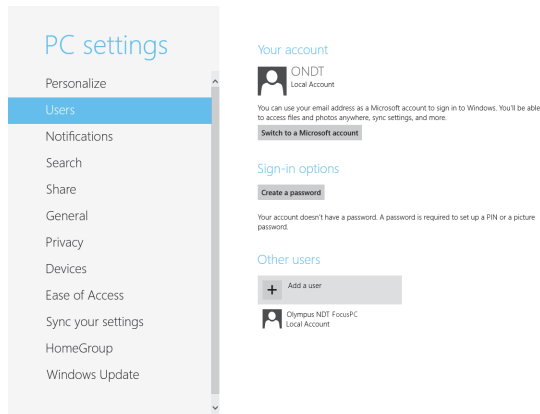 PC settings
Personalize
Users
Notifications
Search
Share
General
Privacy
Devices
Ease of Access
Sync your settings
HomeGroup
Windows Update
Your account
ONDT
Local Account
You can use your email address as a Microsoft account to sign in to Windows. You'll be able
to access files and photos anywhere, sync settings, and more.
Switch to a Microsoft account
Sign-in options
Create a password
Your account doesn't have a password. A password is required to set up a PIN or a picture
password.
Other users
Add a user
Olympus NDT FocusPC
Local Account